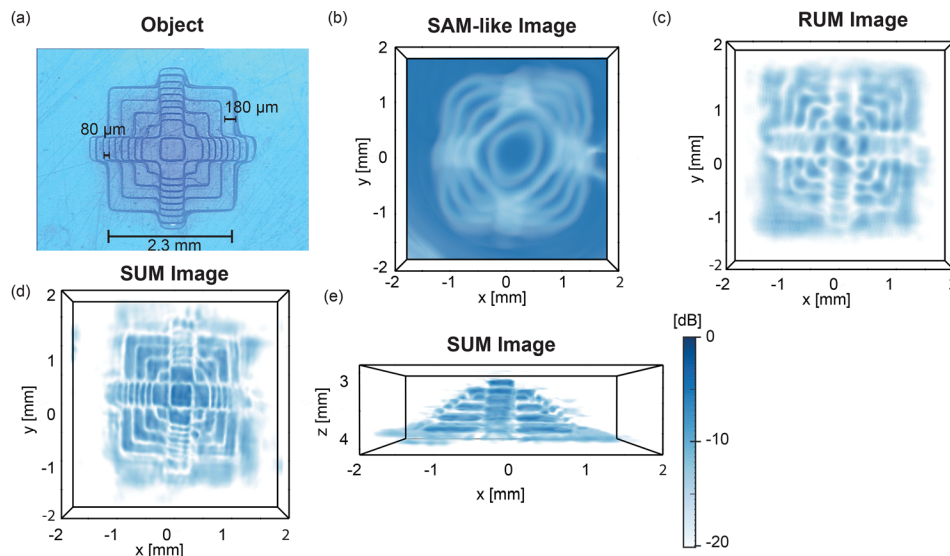 (a)
Object
180 µm
80 µm
2.3 mm
(b)
SAM-like Image
2
1
0
-1
-2
y [mm]
-2
-1
0
1
2
x [mm]
(c)
RUM Image
2
1
0
-1
-2
y [mm]
-2
-1
0
1
2
x [mm]
(d)
SUM Image
2
1
0
-1
-2
y [mm]
-2
-1
0
1
2
x [mm]
(e)
SUM Image
3
4
z [mm]
-2
-1
0
1
2
x [mm]
[dB]
0
-10
-20